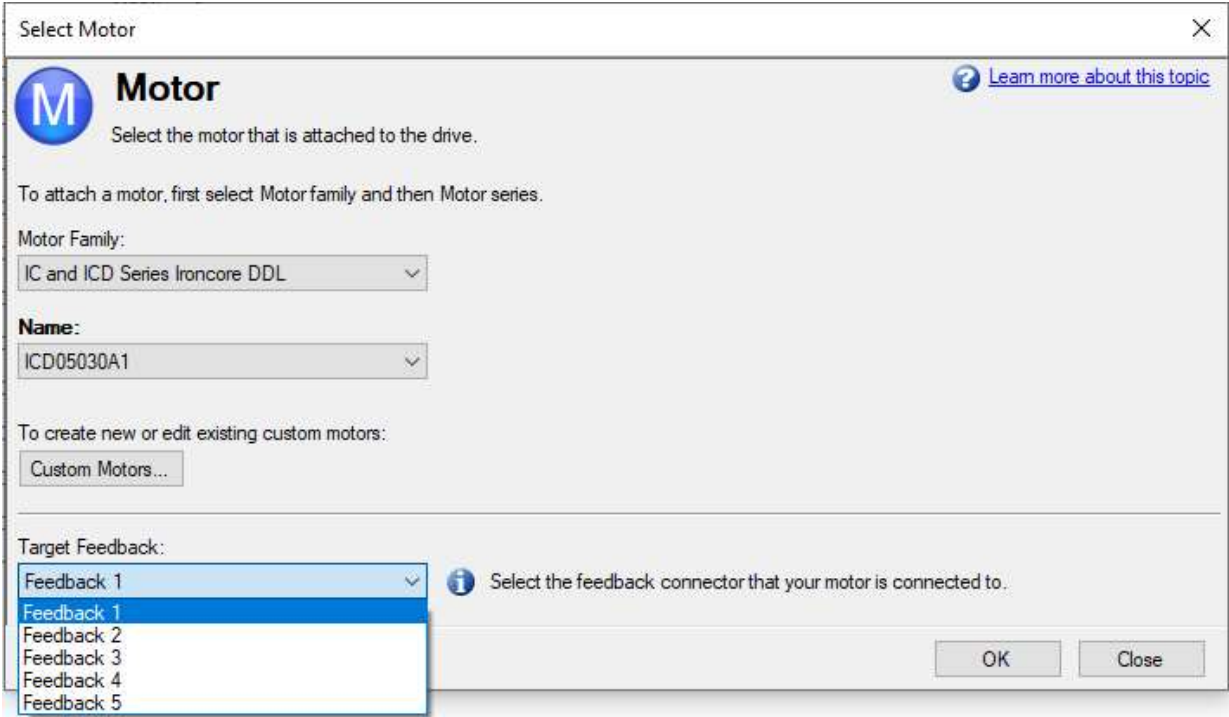 Select Motor
M
Motor
Learn more about this topic
Select the motor that is attached to the drive.
To attach a motor, first select Motor family and then Motor series.
Motor Family:
IC and ICD Series Ironcore DDL
Name:
ICD05030A1
To create new or edit existing custom motors:
Custom Motors...
Target Feedback:
Feedback 1
Select the feedback connector that your motor is connected to.
Feedback 1
Feedback 2
Feedback 3
Feedback 4
Feedback 5
OK
Close